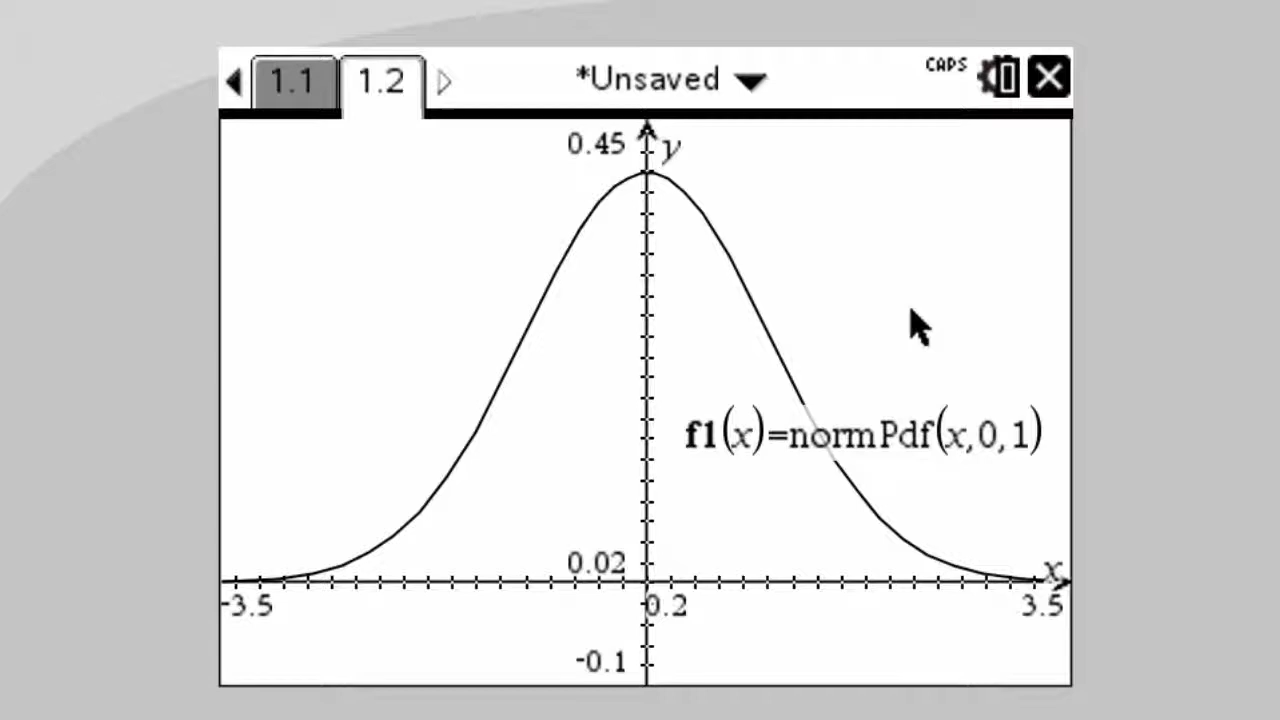 1.1 1.2 *Unsaved CAPS
0.45 y
f1(x)=normPdf(x,0,1)
0.02 x
-3.5 0.2 3.5
-0.1